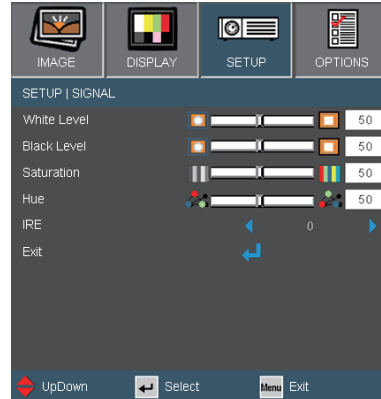 IMAGE DISPLAY SETUP OPTIONS
SETUP | SIGNAL
White Level 50
Black Level 50
Saturation 50
Hue 50
IRE 0
Exit
UpDown Select Menu Exit